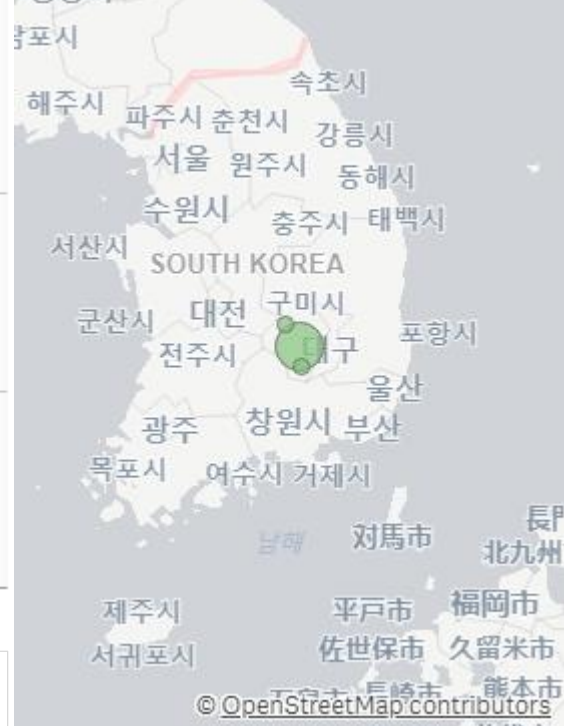 해주시
속초시
파주시 춘천시
강릉시
서울 원주시
동해시
수원시
충주시 태백시
서산시
SOUTH KOREA
구미시
대전
군산시
포항시
전주시
대구
울산
창원시 부산
광주
목포시 여수시 거제시
남해
対馬市
北九州
제주시
平戸市 福岡市
서귀포시
佐世保市 久留米市
長崎市 熊本市
© OpenStreetMap contributors